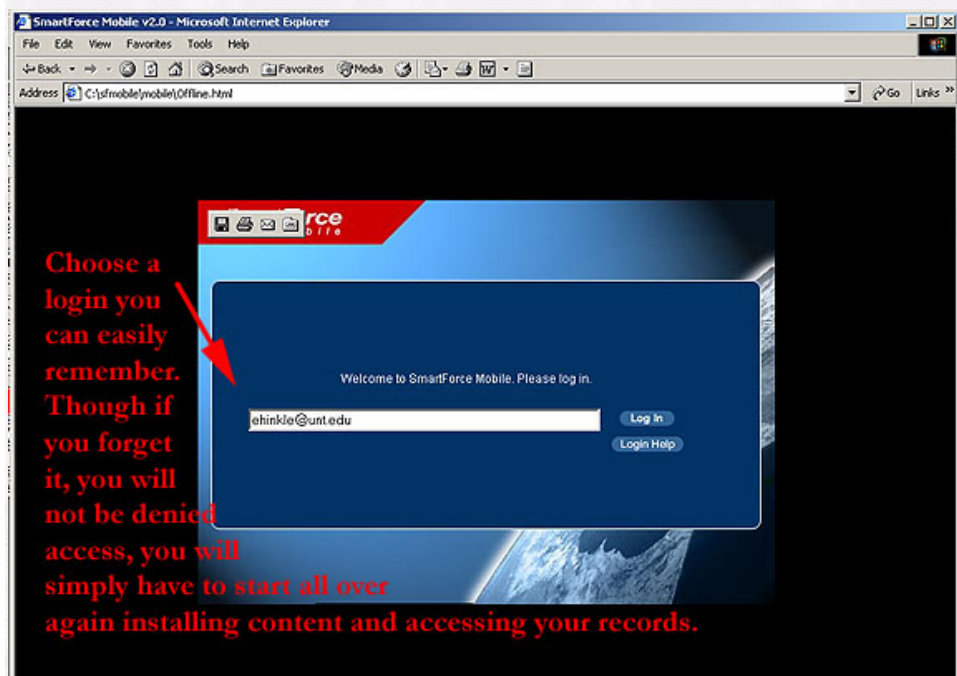 SmartForce Mobile v2.0 - Microsoft Internet Explorer
File Edit View Favorites Tools Help
Back Search Favorites Media
Address C:\sfmobile\mobile\Offline.html Go Links »
rce
bile
Choose a
login you
can easily
remember.
Though if
you forget
it, you will
not be denied
access, you will
simply have to start all over
again installing content and accessing your records.
Welcome to SmartForce Mobile. Please log in.
ehinkle@unt.edu
Log In
Login Help